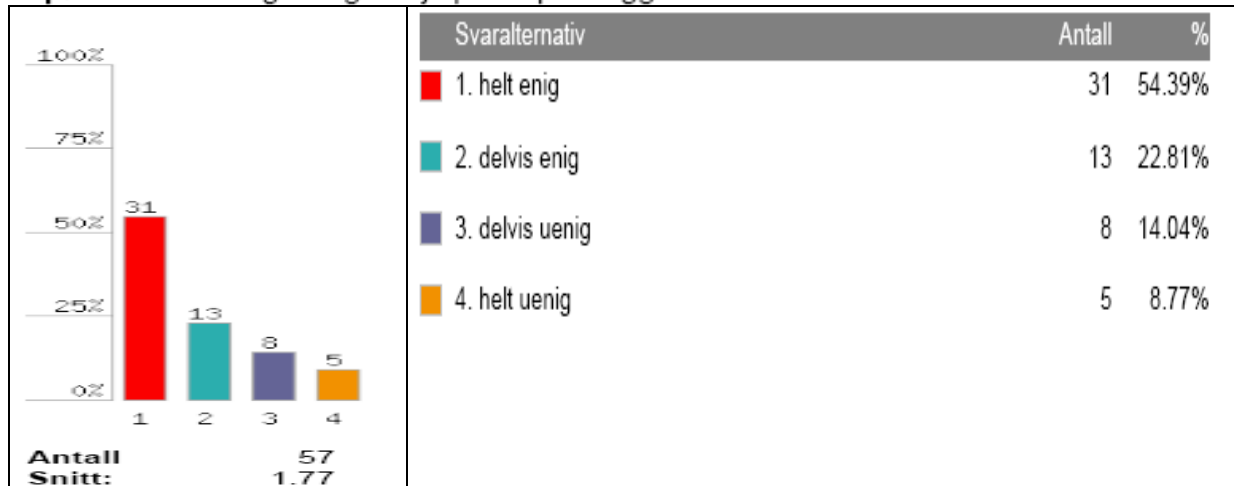 Svaralternativ Antall %
1. helt enig 31 54.39%
2. delvis enig 13 22.81%
3. delvis uenig 8 14.04%
4. helt uenig 5 8.77%
100%
75%
50%
25%
0%
31
13
8
5
1 2 3 4
Antall 57
Snitt: 1.77